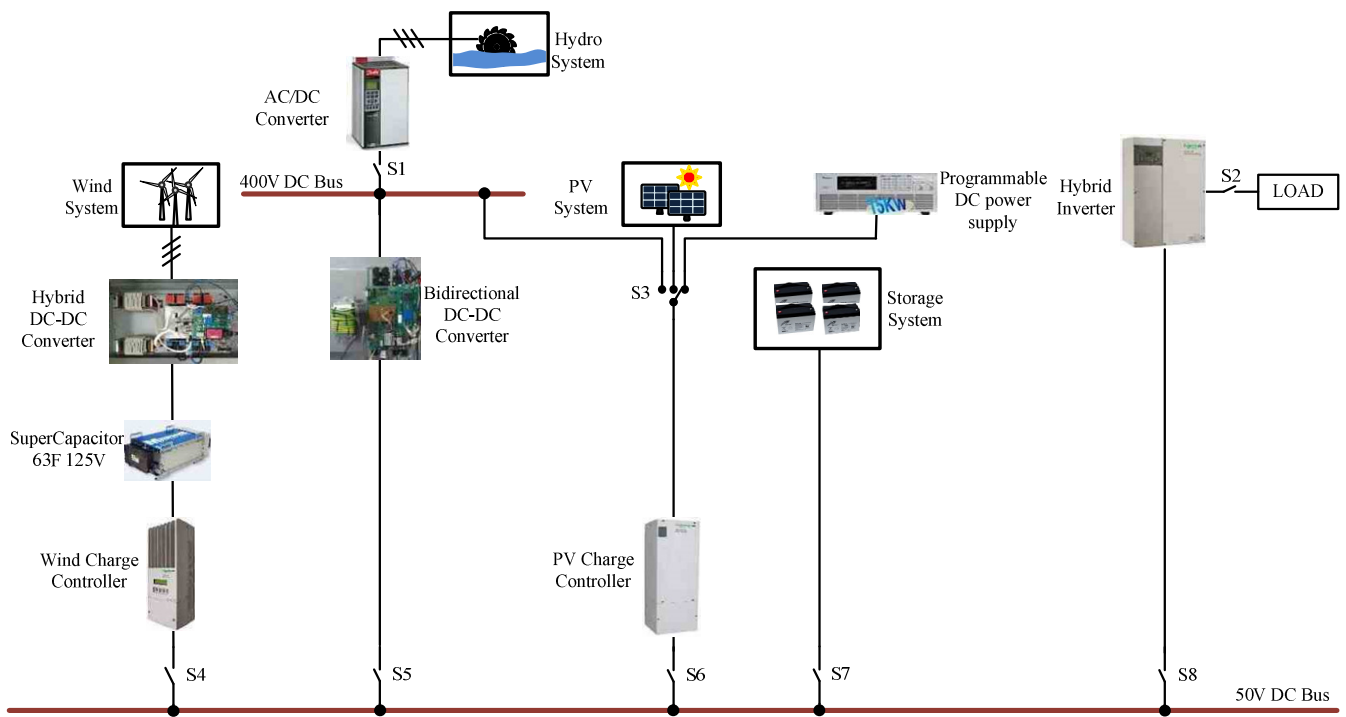 Hydro
System
AC/DC
Converter
S1
Wind
System
400V DC Bus
PV
System
15KW
Programmable
DC power
supply
Hybrid
Inverter
S2
LOAD
Hybrid
DC-DC
Converter
Bidirectional
DC-DC
Converter
S3
Storage
System
SuperCapacitor
63F 125V
Wind Charge
Controller
PV Charge
Controller
S4
S5
S6
S7
S8
50V DC Bus